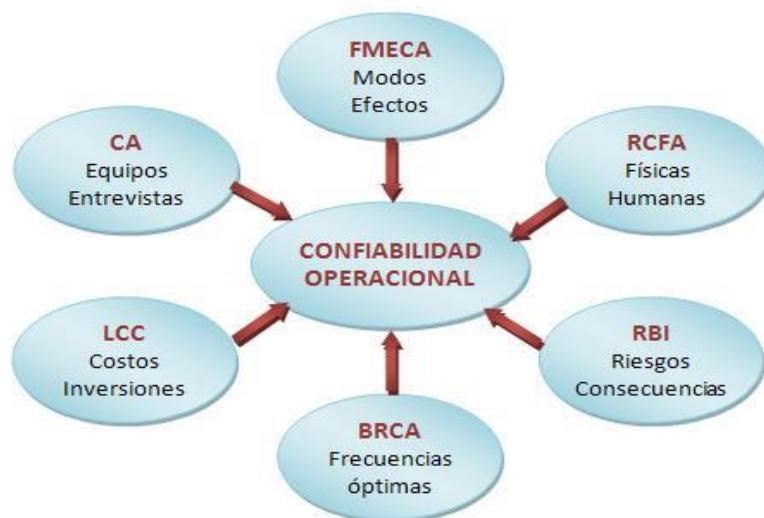 FMECA
Modos
Efectos
CA
Equipos
Entrevistas
RCFA
Físicas
Humanas
CONFIABILIDAD
OPERACIONAL
LCC
Costos
Inversiones
RBI
Riesgos
Consecuencias
BRCA
Frecuencias
óptimas